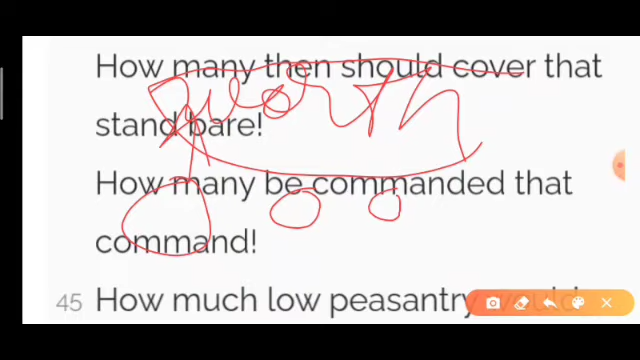 How many then should cover that
stand bare!
How many be commanded that
command!
45 How much low peasantry would